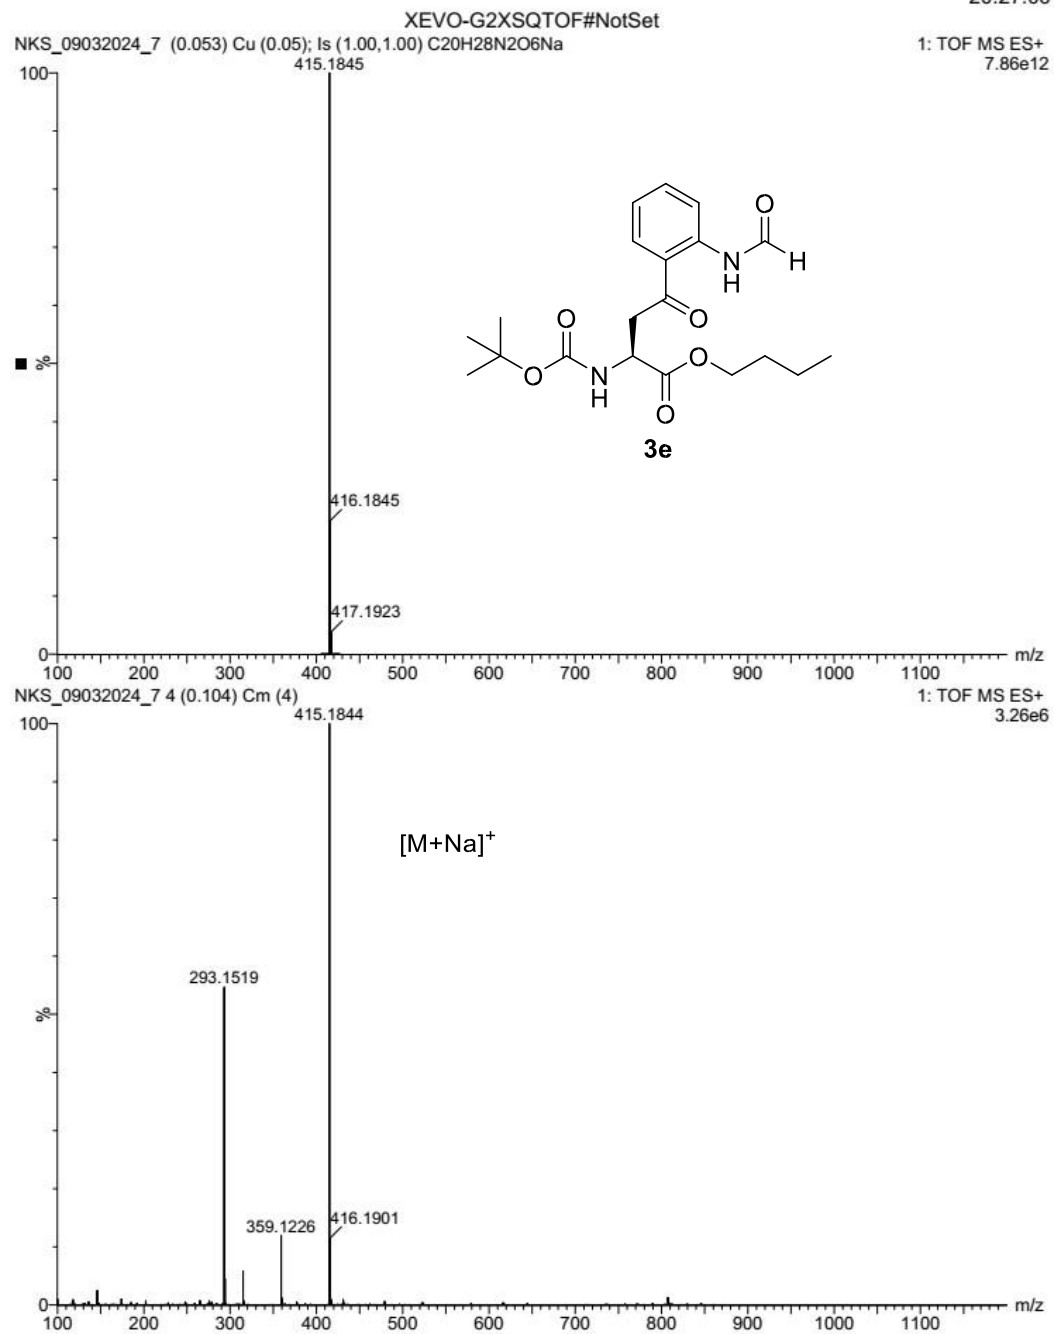 XEVO-G2XSQTOF#NotSet
NKS_09032024_7 (0.053) Cu (0.05); Is (1.00,1.00) C20H28N2O6Na
1: TOF MS ES+
7.86e12
415.1845
100
%
416.1845
417.1923
0
O
N
H
H
O
O
O
N
H
O
O
3e
100 200 300 400 500 600 700 800 900 1000 1100
m/z
NKS_09032024_7 4 (0.104) Cm (4)
1: TOF MS ES+
3.26e6
415.1844
100
[M+Na]+
293.1519
%
359.1226
416.1901
0
100 200 300 400 500 600 700 800 900 1000 1100
m/z